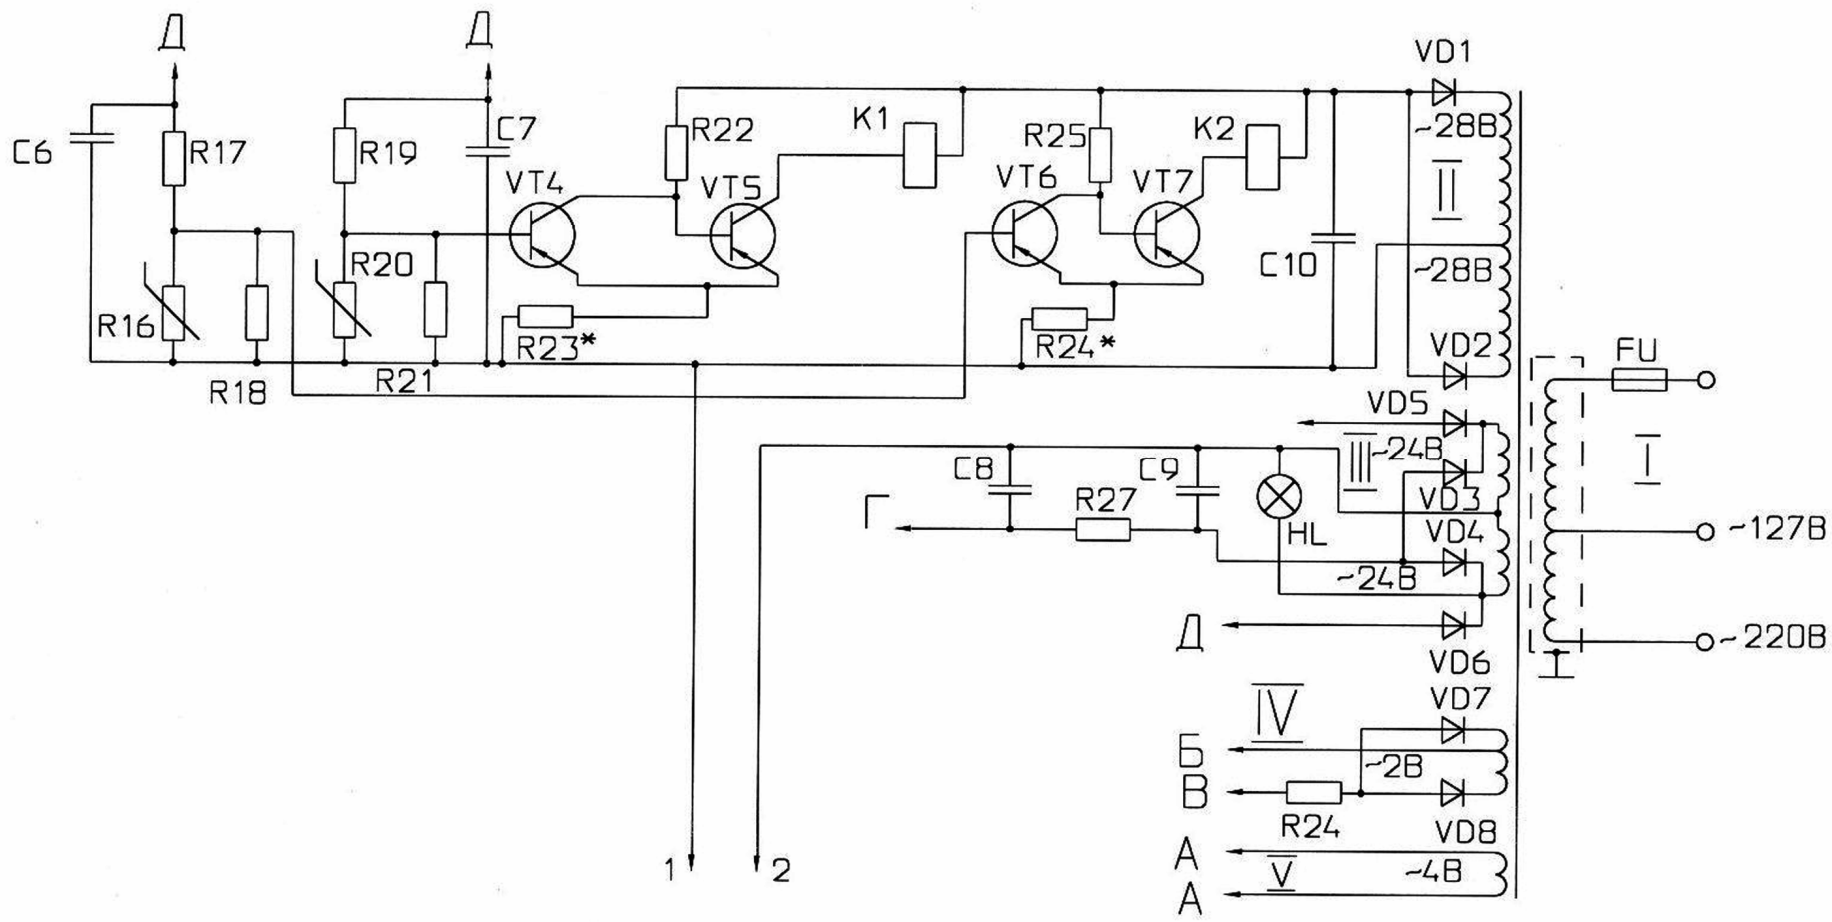 Д
Д
VD1
C6
R17
R19
C7
R22
K1
R25
K2
~28В
II
VT4
VT5
VT6
VT7
R20
C10
~28В
R16
R23*
R24*
VD2
FU
R18
R21
VD5
III
~24В
I
C8
C9
VD3
R27
Г
HL
VD4
~127В
~24В
Д
~220В
VD6
IV
VD7
Б
~2В
В
R24
VD8
А
V
~4В
А
1
2